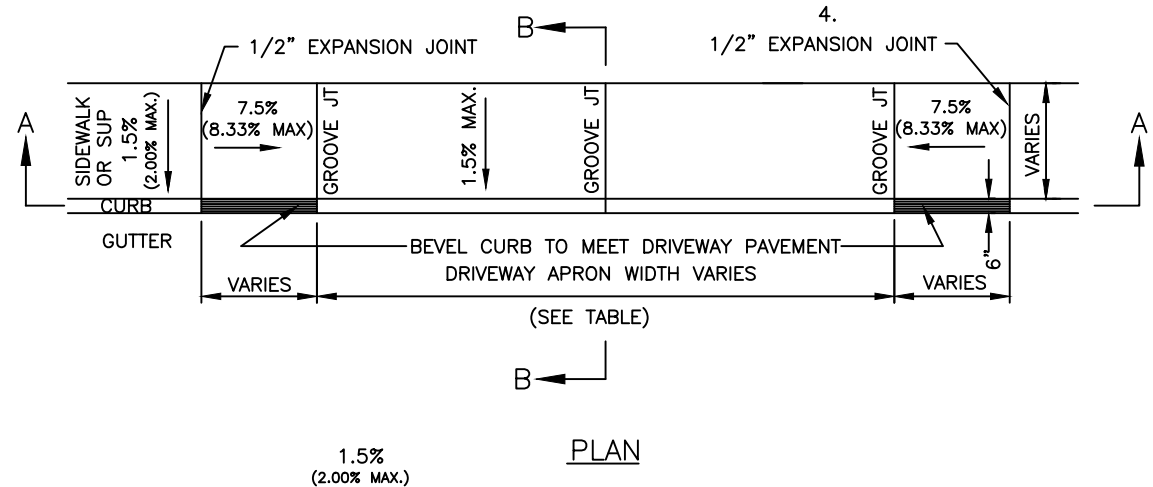 4.
B
1/2" EXPANSION JOINT
1/2" EXPANSION JOINT
A
SIDEWALK
OR SUP
1.5%
(2.00% MAX.)
7.5%
(8.33% MAX)
GROOVE JT
1.5% MAX.
GROOVE JT
GROOVE JT
7.5%
(8.33% MAX)
VARIES
A
CURB
GUTTER
BEVEL CURB TO MEET DRIVEWAY PAVEMENT
6"
DRIVEWAY APRON WIDTH VARIES
VARIES
VARIES
(SEE TABLE)
B
PLAN
1.5%
(2.00% MAX.)